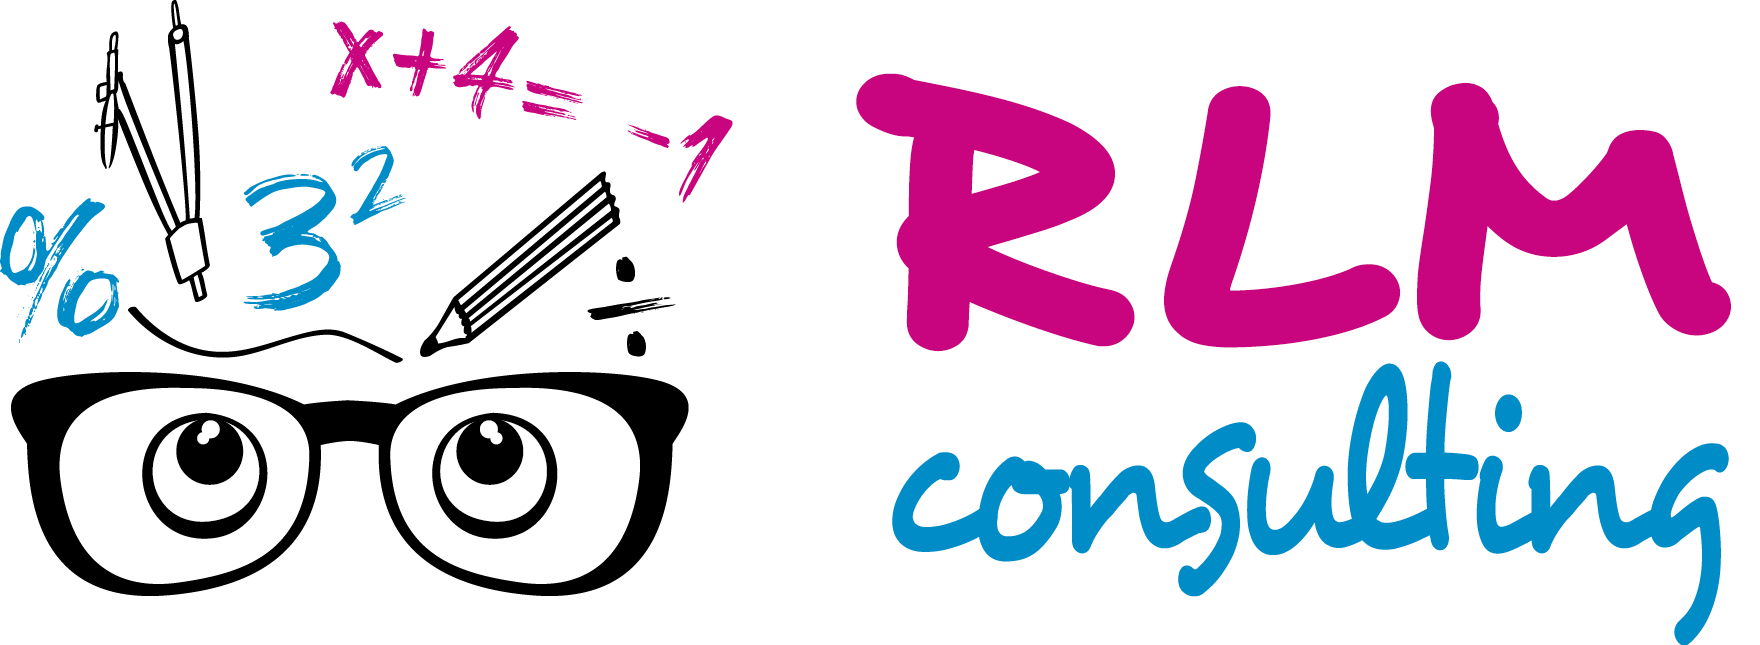 x+4= -1
% 3²
÷
RLM
consulting